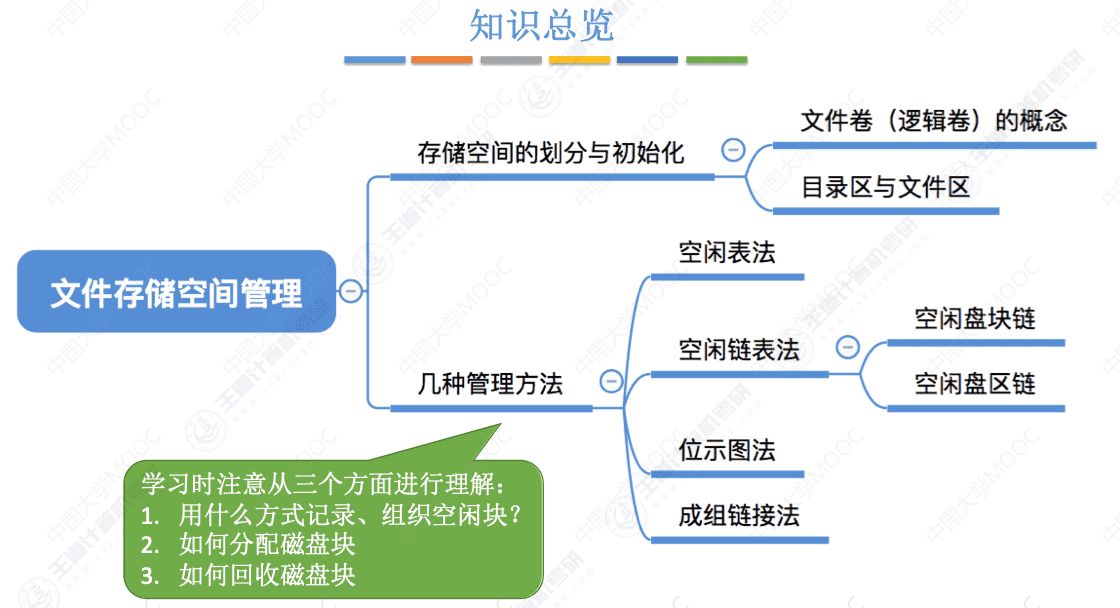 知识总览
文件存储空间管理
存储空间的划分与初始化
文件卷（逻辑卷）的概念
目录区与文件区
几种管理方法
空闲表法
空闲链表法
空闲盘块链
空闲盘区链
位示图法
成组链接法
学习时注意从三个方面进行理解：
1. 用什么方式记录、组织空闲块？
2. 如何分配磁盘块
3. 如何回收磁盘块
中国大学MOOC
王道计算机考研